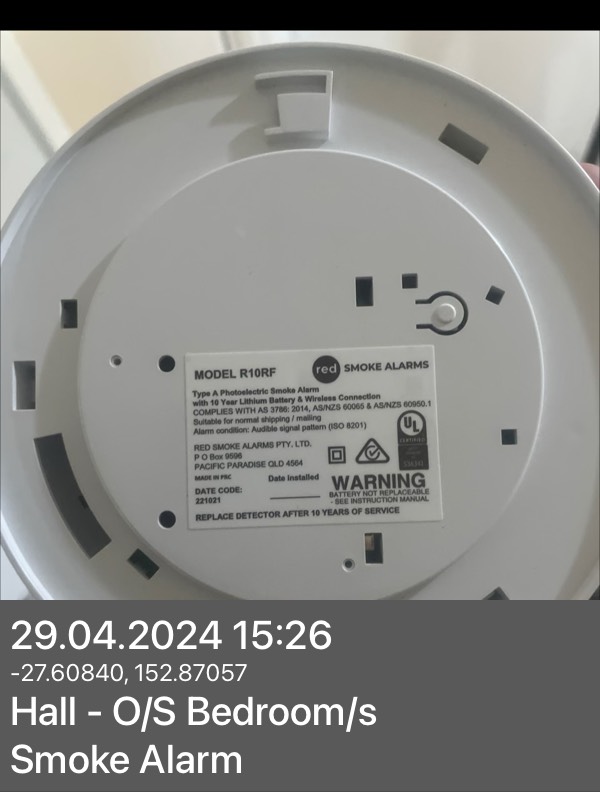 MODEL R10RF
red SMOKE ALARMS
Type A Photoelectric Smoke Alarm
with 10 Year Lithium Battery & Wireless Connection
COMPLIES WITH AS 3786: 2014, AS/NZS 60065 & AS/NZS 60950.1
Suitable for normal shipping / mailing
Alarm condition: Audible signal pattern (ISO 8201)
UL
CERTIFIED
RED SMOKE ALARMS PTY. LTD.
P O Box 9596
PACIFIC PARADISE QLD 4564
MADE IN PRC
Date installed
DATE CODE:
221021
WARNING
BATTERY NOT REPLACEABLE
- SEE INSTRUCTION MANUAL
REPLACE DETECTOR AFTER 10 YEARS OF SERVICE
29.04.2024 15:26
-27.60840, 152.87057
Hall - O/S Bedroom/s
Smoke Alarm